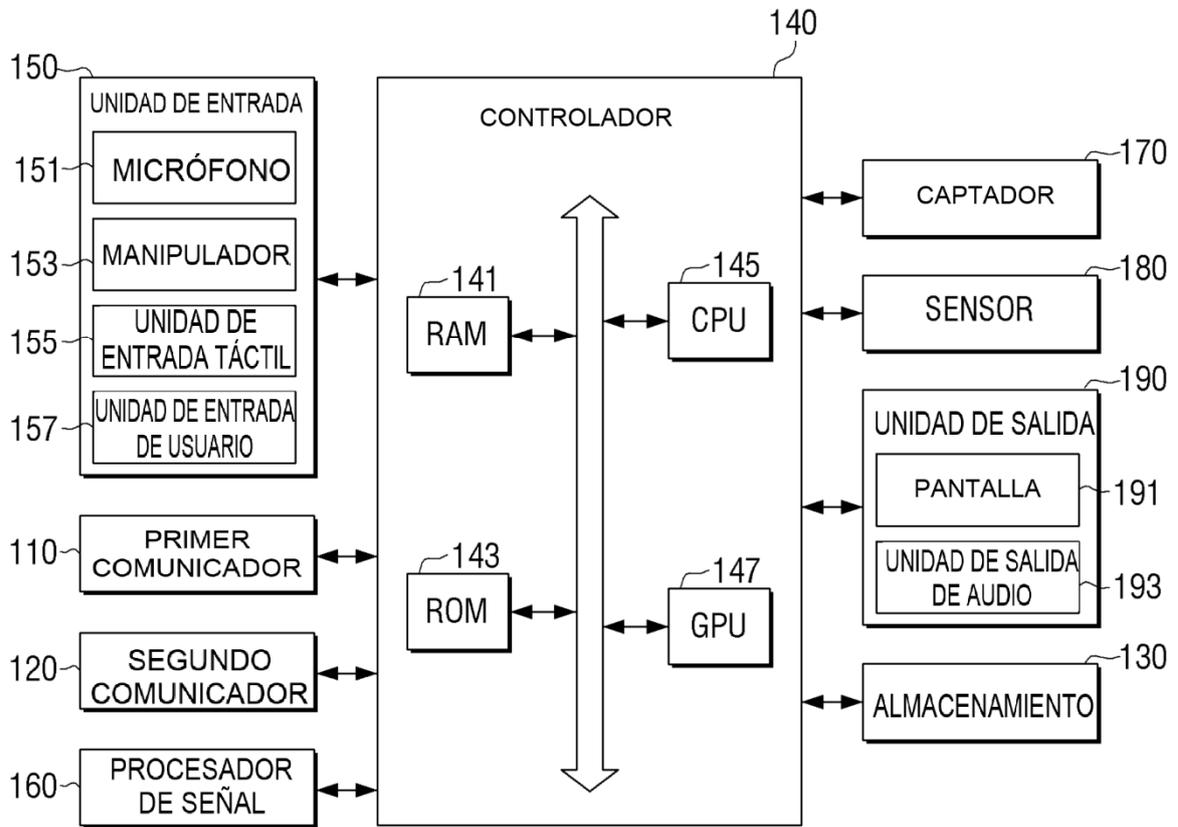 140
150
UNIDAD DE ENTRADA
151
MICRÓFONO
153
MANIPULADOR
155
UNIDAD DE
ENTRADA TÁCTIL
157
UNIDAD DE ENTRADA
DE USUARIO
110
PRIMER
COMUNICADOR
120
SEGUNDO
COMUNICADOR
160
PROCESADOR
DE SEÑAL
CONTROLADOR
141
RAM
145
CPU
143
ROM
147
GPU
170
CAPTADOR
180
SENSOR
190
UNIDAD DE SALIDA
PANTALLA
191
UNIDAD DE SALIDA
DE AUDIO
193
130
ALMACENAMIENTO